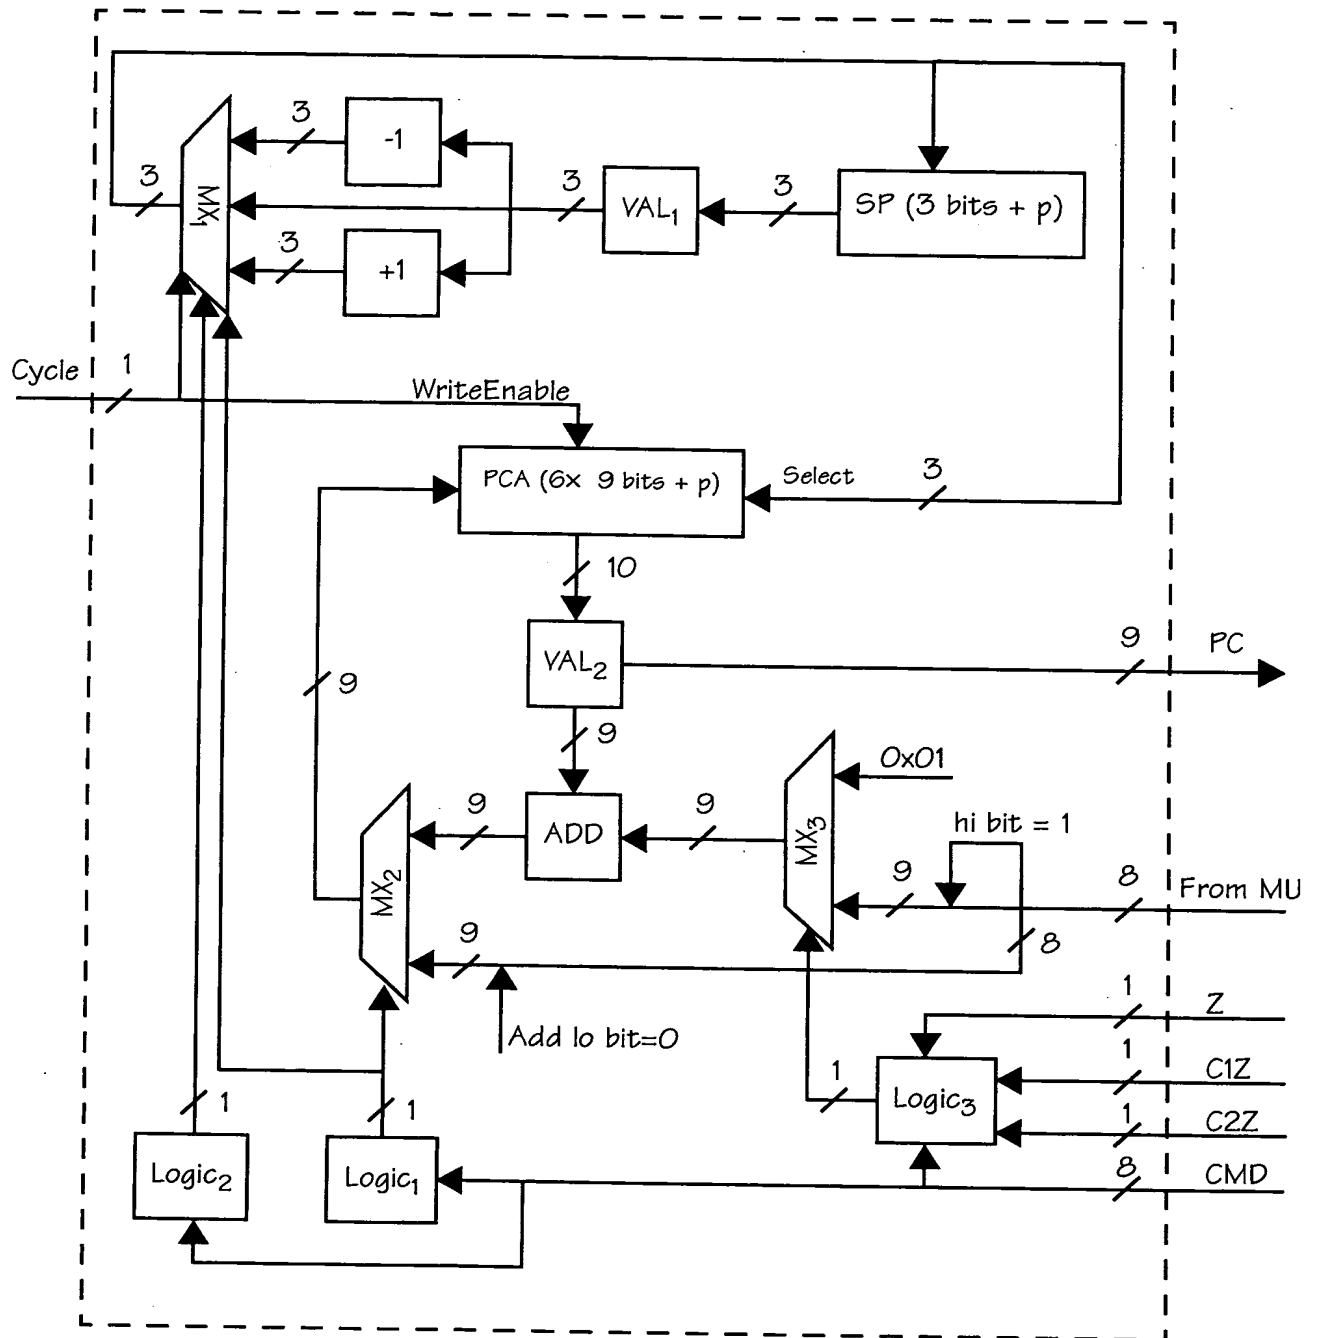 3
-1
3
MX1
3
VAL1
3
SP (3 bits + p)
3
+1
Cycle
1
WriteEnable
PCA (6x 9 bits + p)
Select
3
10
VAL2
9
PC
9
9
0x01
9
ADD
9
MX3
hi bit = 1
MX2
9
8
From MU
9
8
Add lo bit=0
1
Z
1
C1Z
1
Logic3
1
C2Z
1
1
Logic2
Logic1
8
CMD